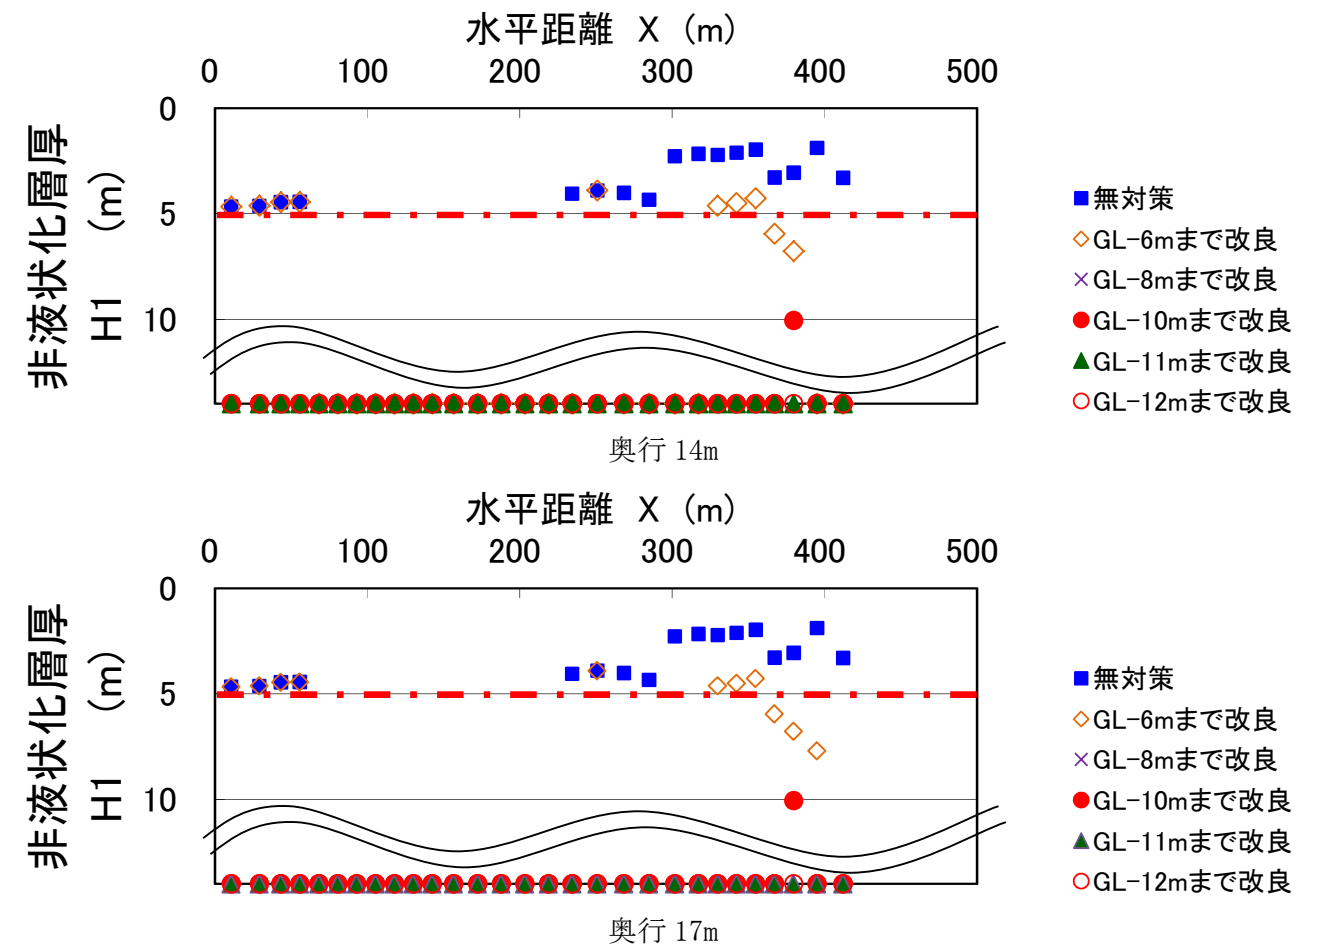 水平距離 X (m)
0 100 200 300 400 500
非液状化層厚
H1 (m)
0
5
10
無対策
GL-6mまで改良
GL-8mまで改良
GL-10mまで改良
GL-11mまで改良
GL-12mまで改良
奥行 14m
水平距離 X (m)
0 100 200 300 400 500
非液状化層厚
H1 (m)
0
5
10
無対策
GL-6mまで改良
GL-8mまで改良
GL-10mまで改良
GL-11mまで改良
GL-12mまで改良
奥行 17m